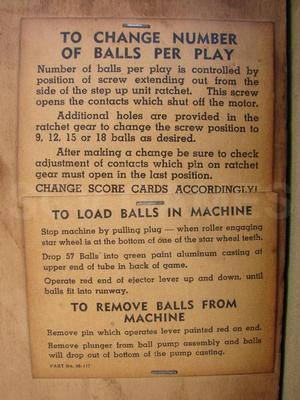 TO CHANGE NUMBER
OF BALLS PER PLAY
Number of balls per play is controlled by
position of screw extending out from the
side of the step up unit ratchet. This screw
opens the contacts which shut off the motor.
Additional holes are provided in the
ratchet gear to change the screw position to
9, 12, 15 or 18 balls as desired.
After making a change be sure to check
adjustment of contacts which pin on ratchet
gear must open in the last position.
CHANGE SCORE CARDS ACCORDINGLY!
TO LOAD BALLS IN MACHINE
Stop machine by pulling plug — when roller engaging
star wheel is at the bottom of one of the star wheel teeth.
Drop 57 Balls into green paint aluminum casting at
upper end of tube in back of game.
Operate red end of ejector lever up and down, until
balls fit into runway.
TO REMOVE BALLS FROM
MACHINE
Remove pin which operates lever painted red on end.
Remove plunger from ball pump assembly and balls
will drop out of bottom of the pump casting.